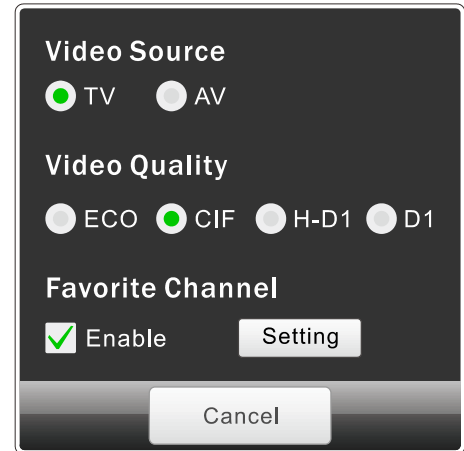 Video Source
TV AV
Video Quality
ECO CIF H-D1 D1
Favorite Channel
Enable Setting
Cancel